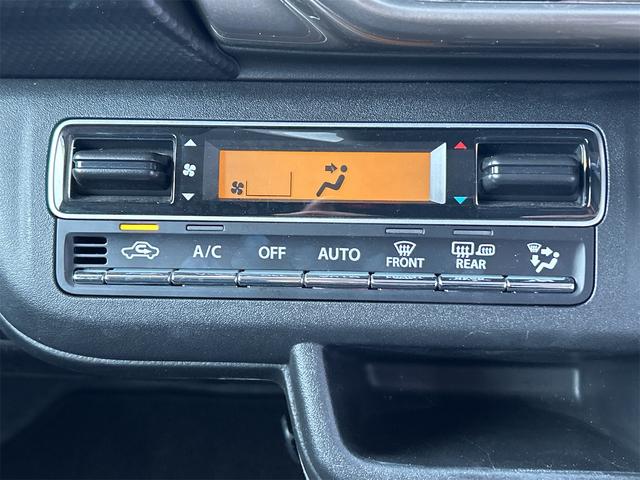 A/C OFF AUTO FRONT REAR